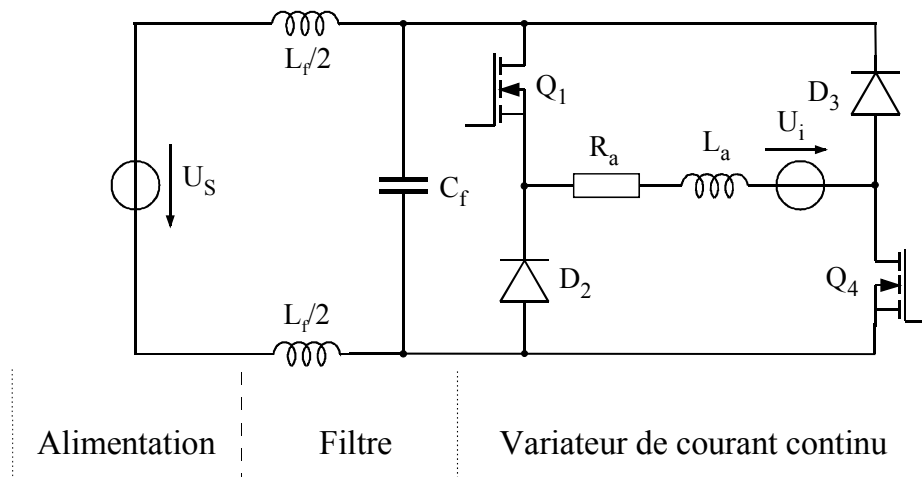 L_f/2
Q_1
D_3
U_i
L_a
R_a
U_S
C_f
D_2
Q_4
L_f/2
Alimentation
Filtre
Variateur de courant continu